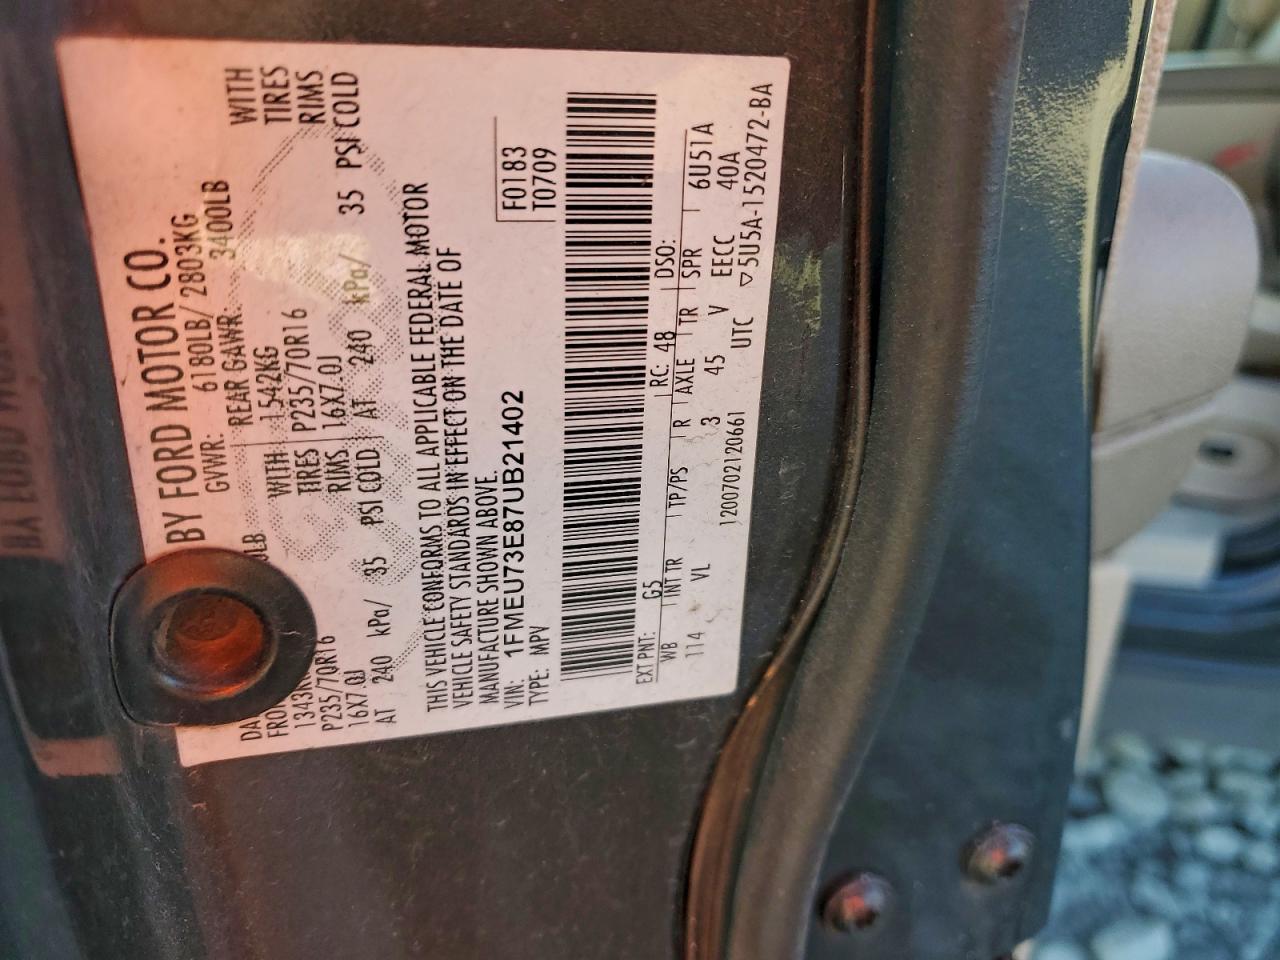 BY FORD MOTOR CO.
GVWR: 6180LB/ 2803KG
REAR GAWR: 3400LB
LB WITH 1542KG WITH
TIRES P235/70R16 TIRES
1343K RIMS. 16X7.0J RIMS
P235/70R16 PSI COLD AT 240 kPa/ 35 PSI COLD
16X7.0J
AT 240 kPa/ 35
THIS VEHICLE CONFORMS TO ALL APPLICABLE FEDERAL MOTOR
VEHICLE SAFETY STANDARDS IN EFFECT ON THE DATE OF
MANUFACTURE SHOWN ABOVE.
VIN: 1FMEU73E87UB21402 F0183
TYPE: MPV T0709
EXT PNT: G5 RC: 48 DSO:
WB INT TR TP/PS R AXLE TR SPR 6U51A
114 VL 3 45 V EECC 40A
120070212066 UTC ▽5U5A-1520472-BA